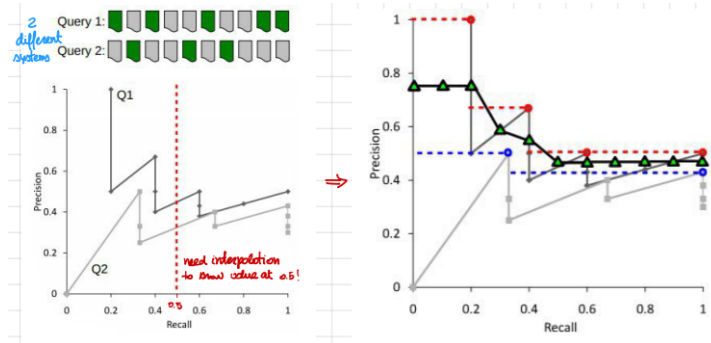 2
different
systems
Query 1:
Query 2:
1
0.8
0.6
0.4
0.2
0
Precision
Q1
Q2
need interpolation
to know value at 0.5!
0.5
0 0.2 0.4 0.6 0.8 1
Recall
⇒
1
0.8
0.6
0.4
0.2
0
Precision
0 0.2 0.4 0.6 0.8 1
Recall